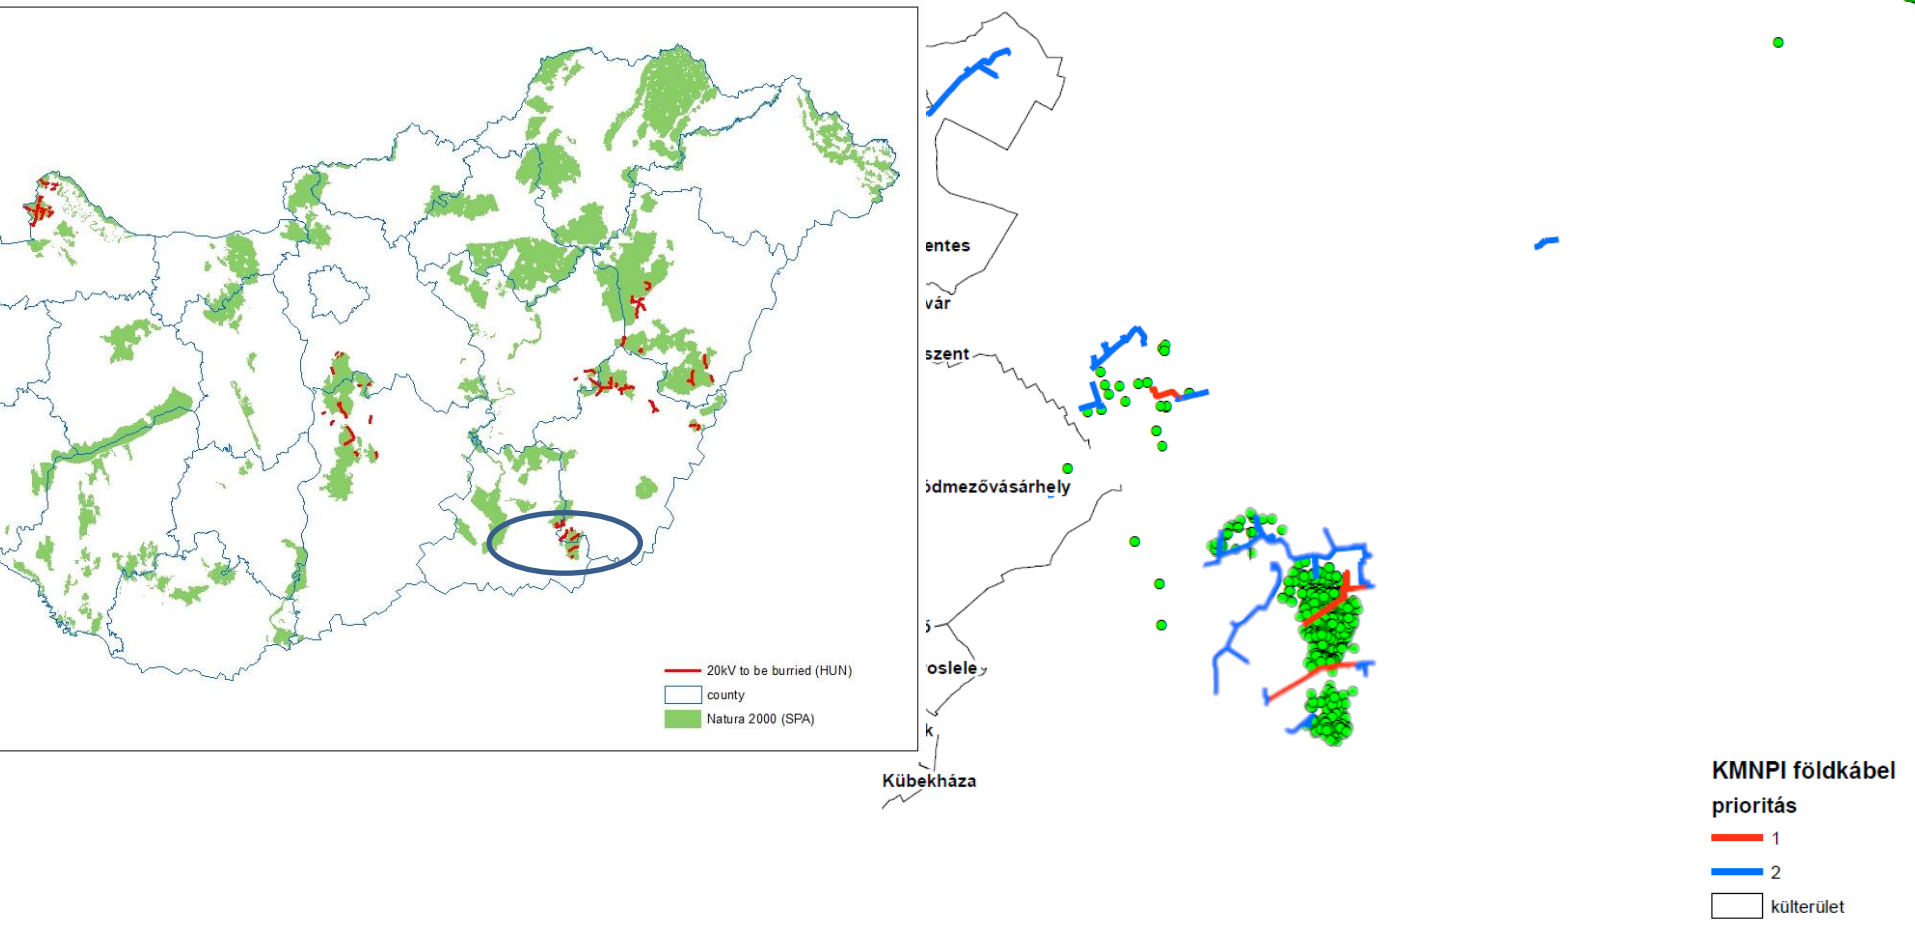 20kV to be burried (HUN)
county
Natura 2000 (SPA)
entes
vár
szent
ódmezővásárhely
ő
oslele
k
Kübekháza
KMNPI földkábel
prioritás
1
2
külterület